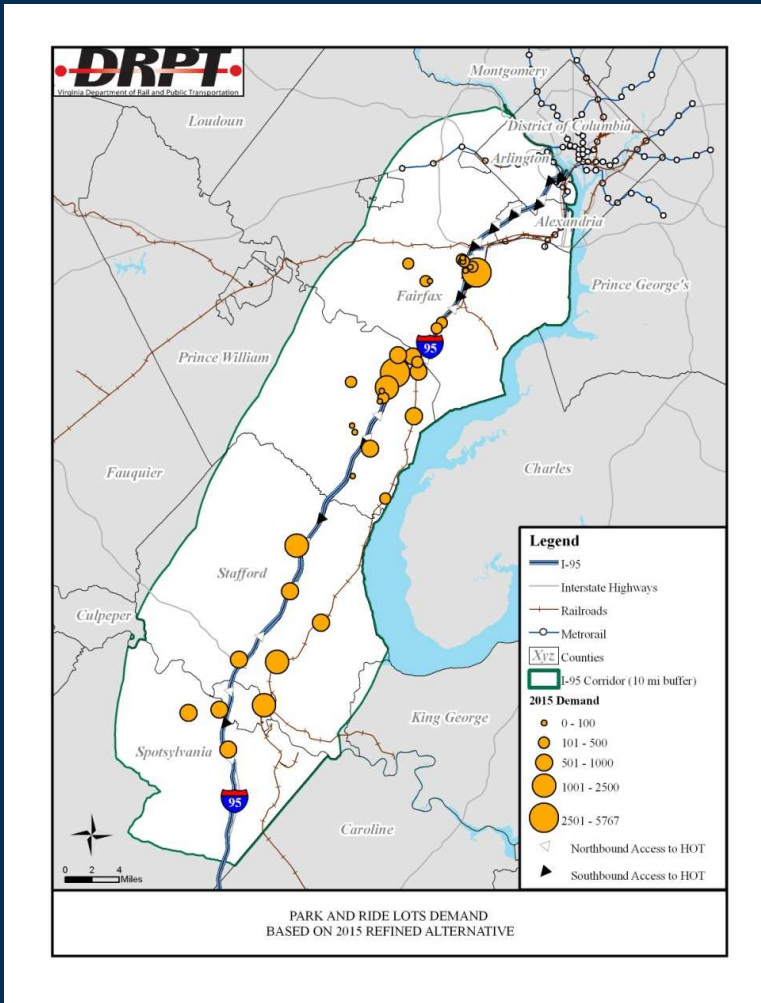 DRPT
Virginia Department of Rail and Public Transportation
Montgomery
Loudoun
District of Columbia
Arlington
Alexandria
Prince George's
Fairfax
95
Prince William
Fauquier
Charles
Stafford
Culpeper
King George
Spotsylvania
95
Caroline
Legend
I-95
Interstate Highways
Railroads
Metrorail
Xyz Counties
I-95 Corridor (10 mi buffer)
2015 Demand
0 - 100
101 - 500
501 - 1000
1001 - 2500
2501 - 5767
Northbound Access to HOT
Southbound Access to HOT
0 2 4
Miles
PARK AND RIDE LOTS DEMAND
BASED ON 2015 REFINED ALTERNATIVE